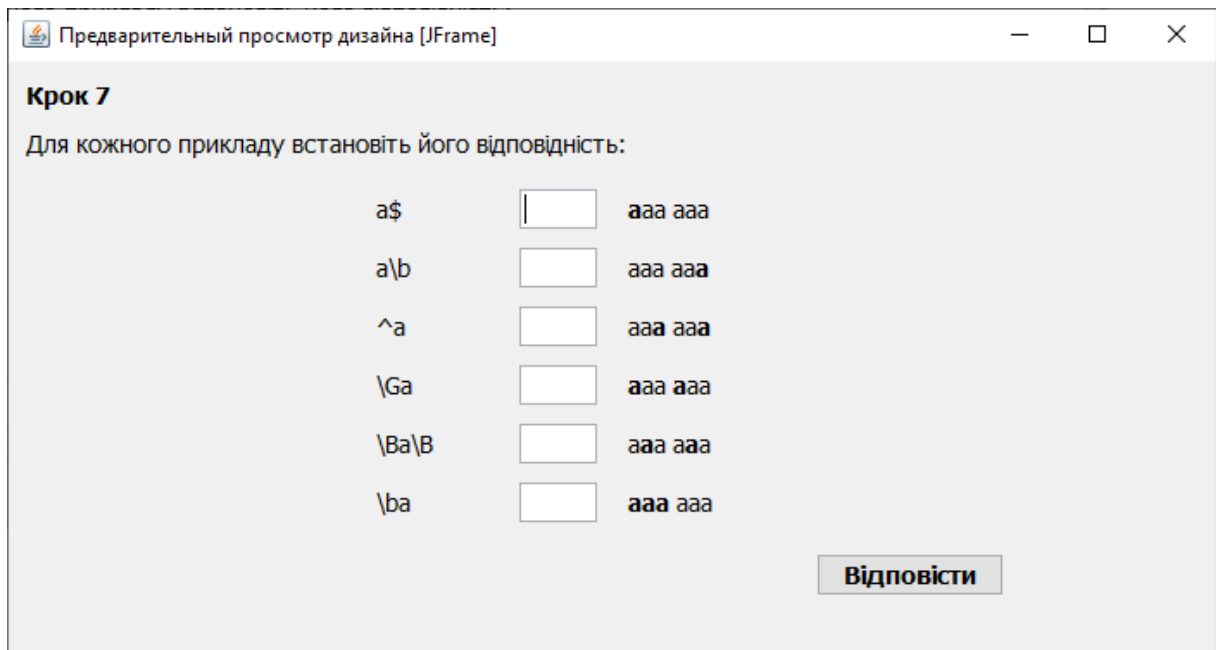 Предварительный просмотр дизайна [JFrame]
Крок 7
Для кожного прикладу встановіть його відповідність:
a$ aaa aaa
a\b aaa aaa
^a aaa aaa
\Ga aaa aaa
\Ba\B aaa aaa
\ba aaa aaa
Відповісти